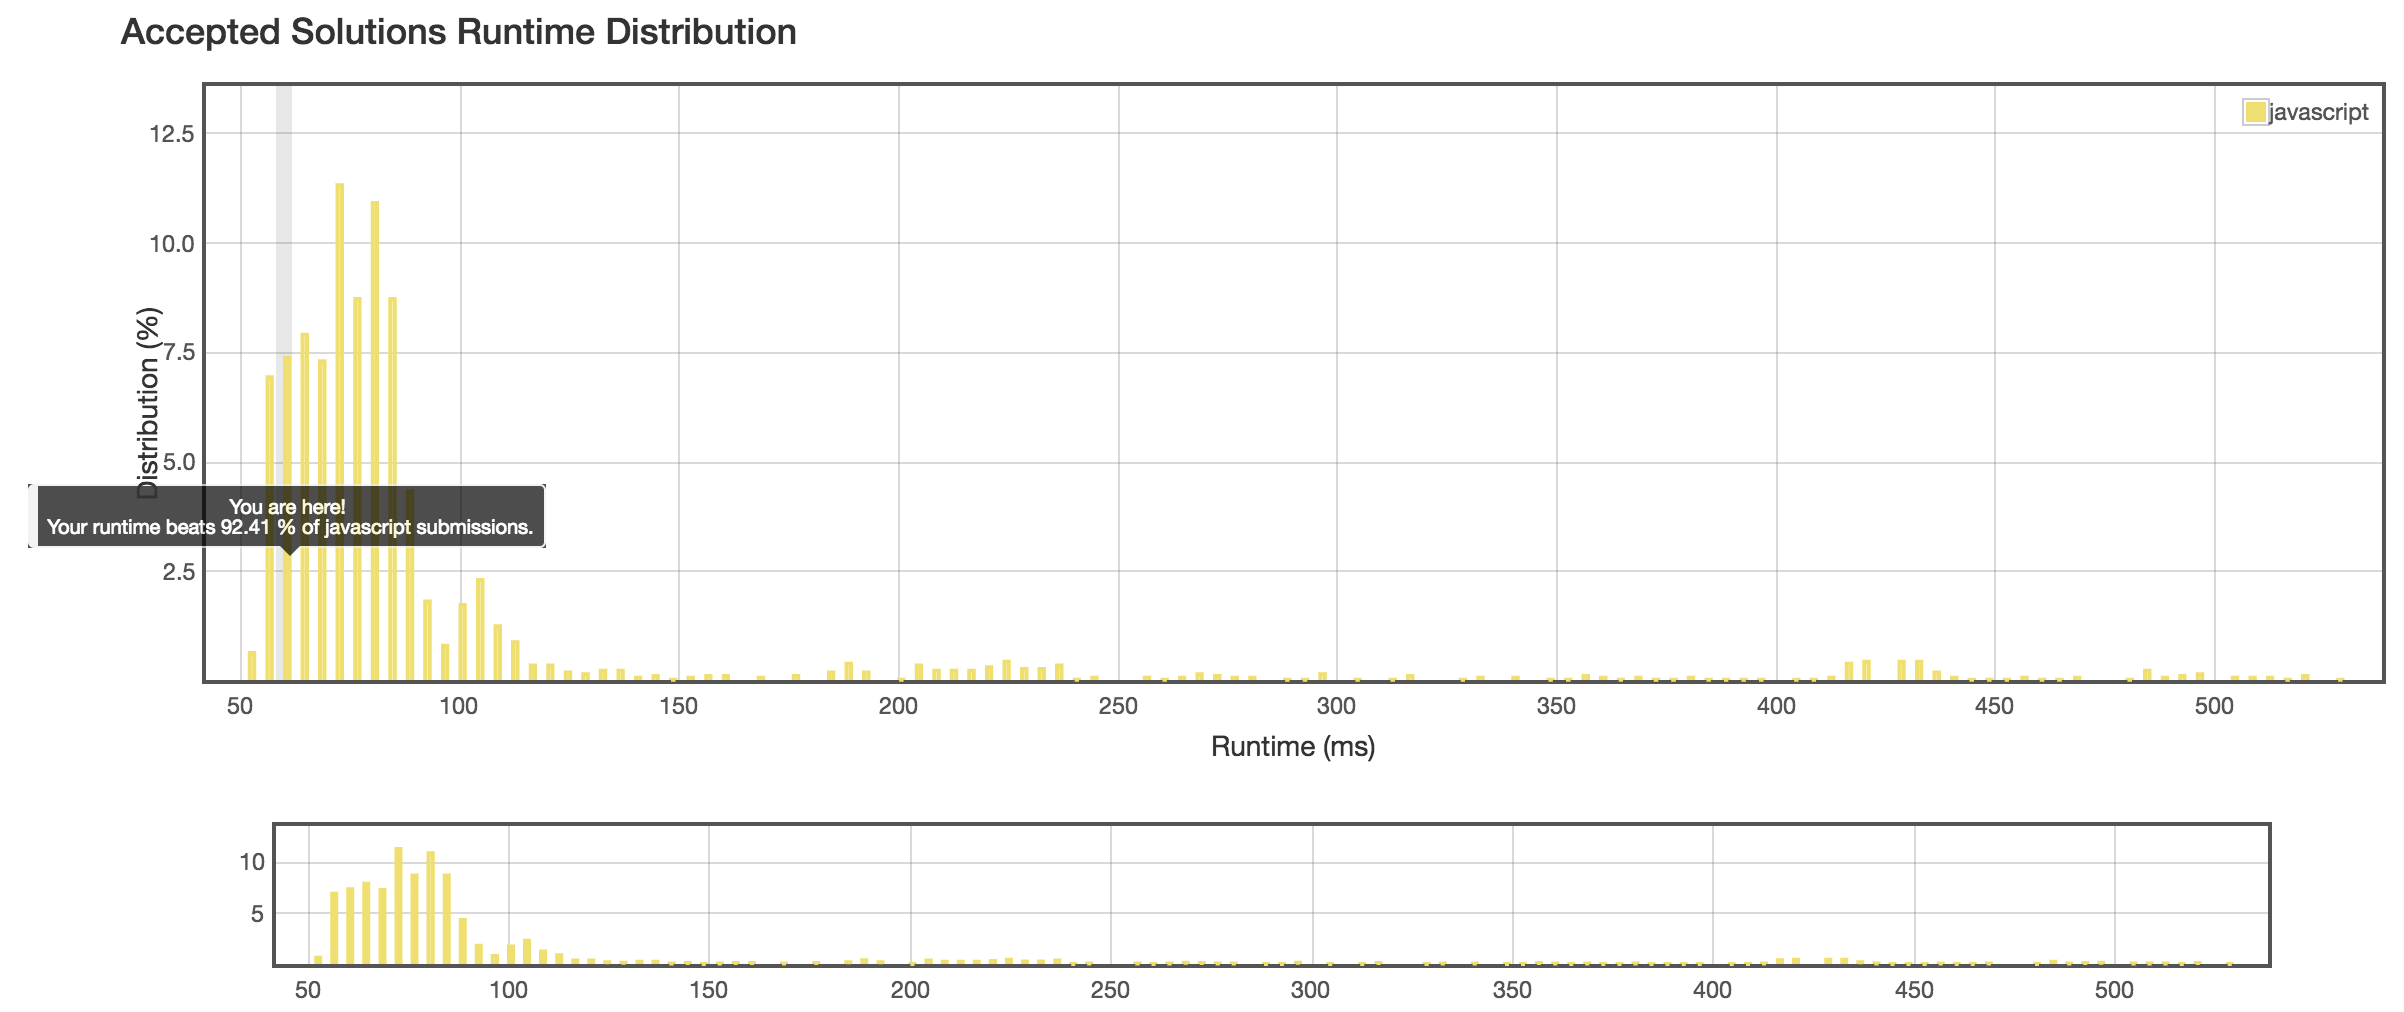 Accepted Solutions Runtime Distribution
javascript
12.5
10.0
7.5
5.0
2.5
Distribution (%)
You are here!
Your runtime beats 92.41 % of javascript submissions.
50 100 150 200 250 300 350 400 450 500
Runtime (ms)
10
5
50 100 150 200 250 300 350 400 450 500